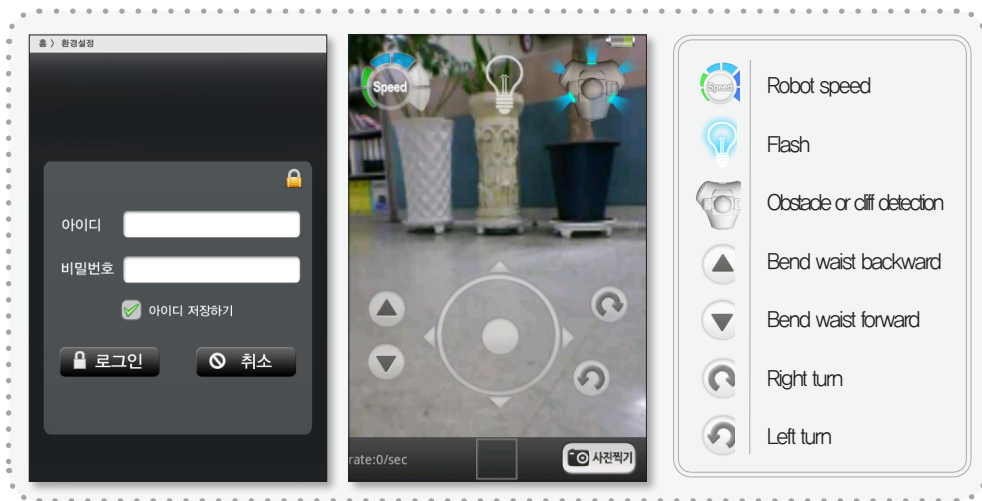 홈 > 환경설정
아이디
비밀번호
아이디 저장하기
로그인
취소
Speed
rate:0/sec
사진찍기
Speed
Robot speed
Flash
Obstacle or cliff detection
Bend waist backward
Bend waist forward
Right turn
Left turn